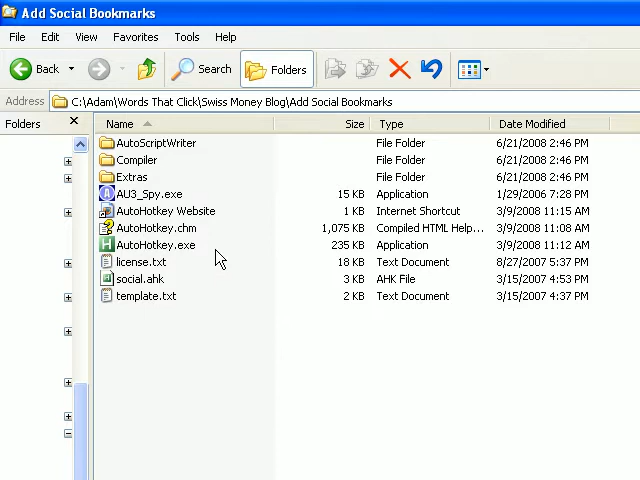 Add Social Bookmarks
File Edit View Favorites Tools Help
Back Search Folders
Address C:\Adam\Words That Click\Swiss Money Blog\Add Social Bookmarks
Folders Name Size Type Date Modified
AutoScriptWriter File Folder 6/21/2008 2:46 PM
Compiler File Folder 6/21/2008 2:46 PM
Extras File Folder 6/21/2008 2:46 PM
AU3_Spy.exe 15 KB Application 1/29/2006 7:28 PM
AutoHotkey Website 1 KB Internet Shortcut 3/9/2008 11:15 AM
AutoHotkey.chm 1,075 KB Compiled HTML Help... 3/9/2008 11:08 AM
AutoHotkey.exe 235 KB Application 3/9/2008 11:12 AM
license.txt 18 KB Text Document 8/27/2007 5:37 PM
social.ahk 3 KB AHK File 3/15/2007 4:53 PM
template.txt 2 KB Text Document 3/15/2007 4:37 PM